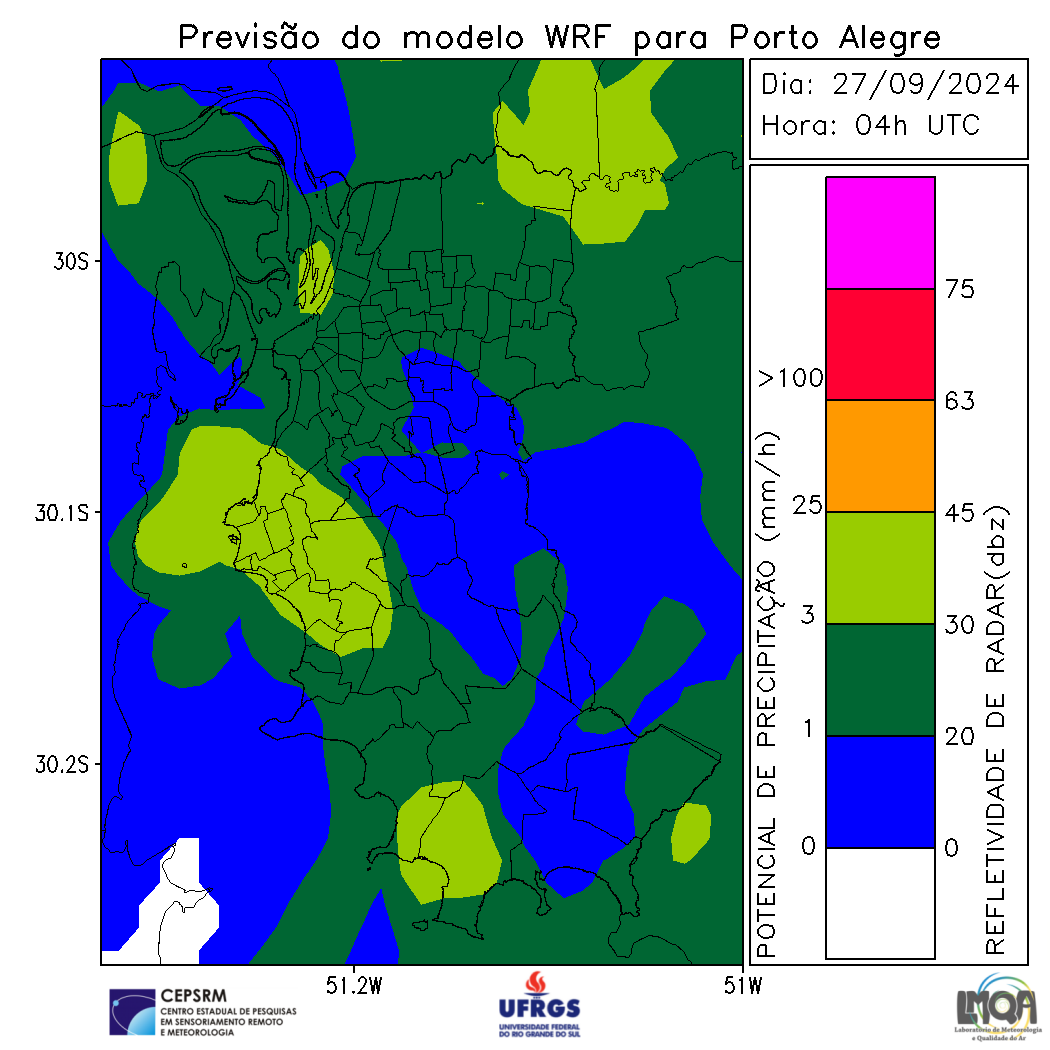 Previsão do modelo WRF para Porto Alegre
Dia: 27/09/2024
Hora: 04h UTC
30S
30.1S
30.2S
51.2W
51W
POTENCIAL DE PRECIPITAÇÃO (mm/h)
>100
25
3
1
0
75
63
45
30
20
0
REFLETIVIDADE DE RADAR(dbz)
CEPSRM
CENTRO ESTADUAL DE PESQUISAS
EM SENSORIAMENTO REMOTO
E METEOROLOGIA
UFRGS
UNIVERSIDADE FEDERAL
DO RIO GRANDE DO SUL
LMQA
Laboratório de Meteorologia
e Qualidade do Ar